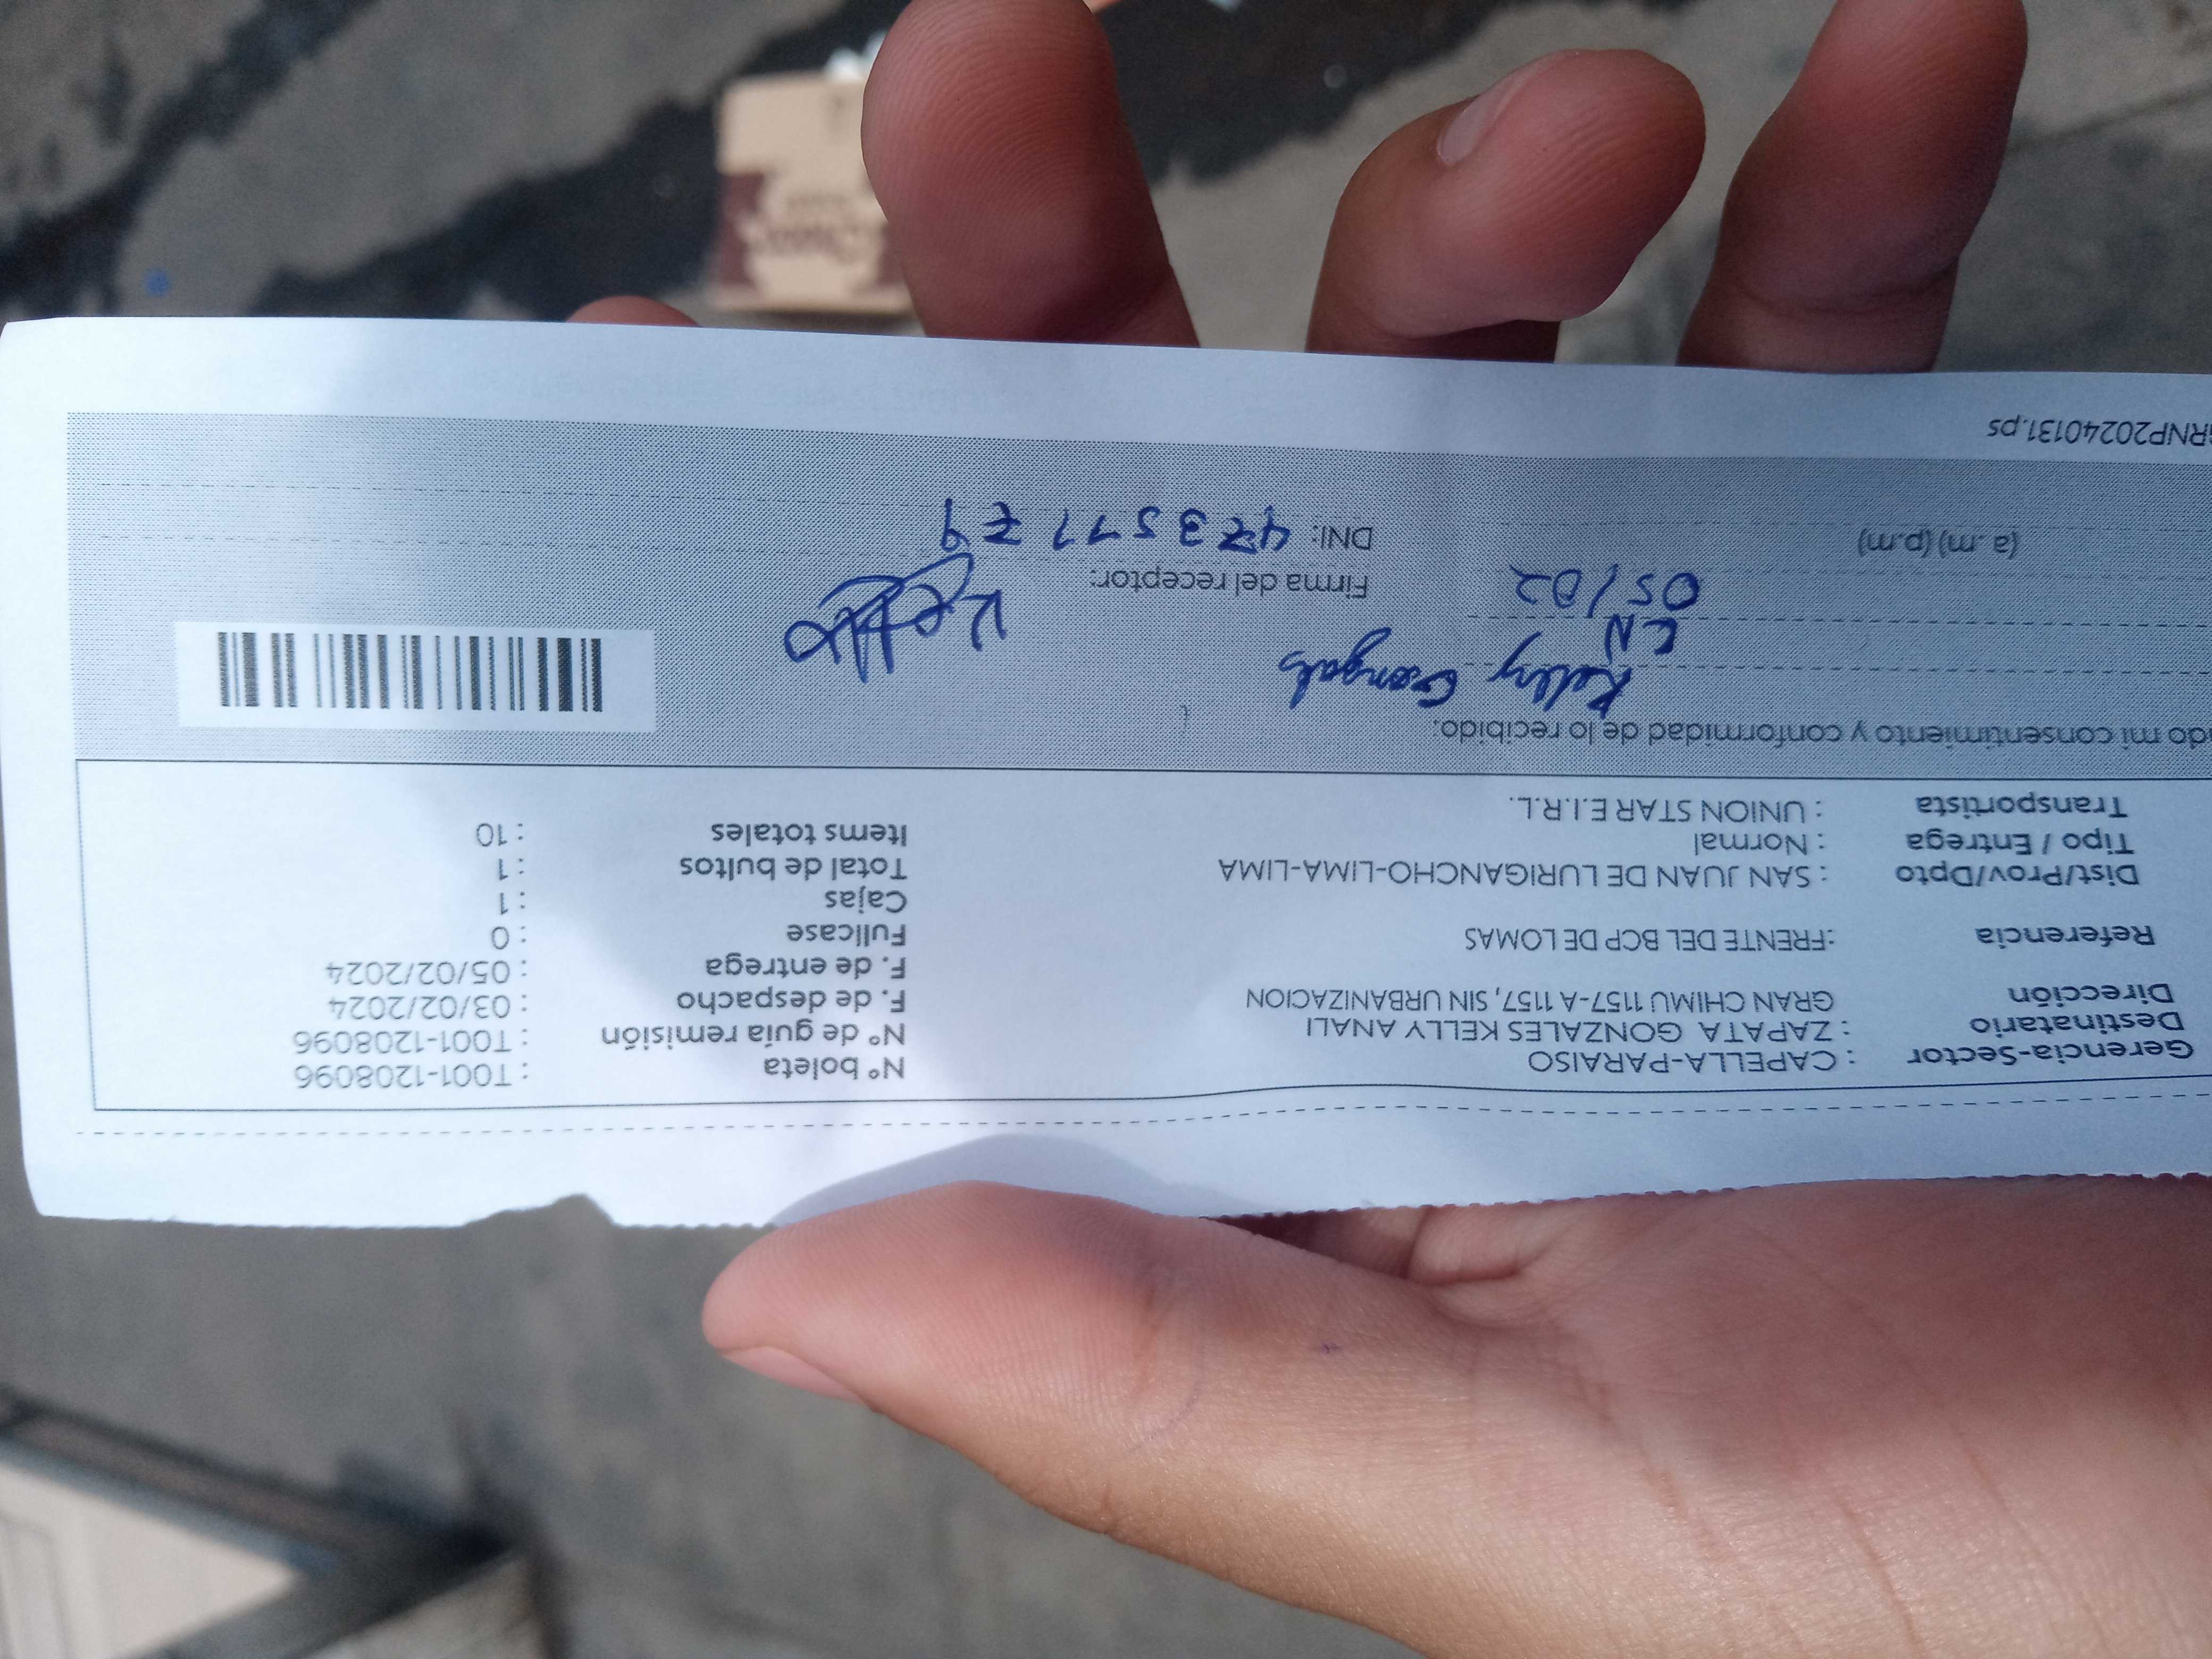 Gerencia-Sector : CAPELLA-PARAISO
Destinatario : ZAPATA GONZALES KELLY ANALI
Dirección GRAN CHIMU 1157-A 1157, SIN URBANIZACION
Referencia :FRENTE DEL BCP DE LOMAS
Dist/Prov/Dpto : SAN JUAN DE LURIGANCHO-LIMA-LIMA
Tipo / Entrega : Normal
Transportista : UNION STAR E.I.R.L.
N° boleta : T001-1208096
N° de guía remisión : T001-1208096
F. de despacho : 03/02/2024
F. de entrega : 05/02/2024
Fullcase : 0
Cajas : 1
Total de bultos : 1
Items totales : 10
do mi consentimiento y conformidad de lo recibido.
Kelly
05/02
Firma del receptor:
(a.m)(p.m)
DNI:
RNP20240131.ps